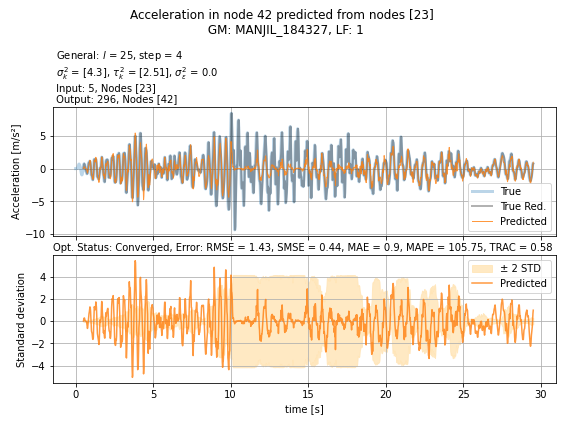 Acceleration in node 42 predicted from nodes [23]
GM: MANJIL_184327, LF: 1
General: l = 25, step = 4
σ²ₖ = [4.3], τ²ₖ = [2.51], σ²ε = 0.0
Input: 5, Nodes [23]
Output: 296, Nodes [42]
Acceleration [m/s²]
5
0
−5
−10
True
True Red.
Predicted
Opt. Status: Converged, Error: RMSE = 1.43, SMSE = 0.44, MAE = 0.9, MAPE = 105.75, TRAC = 0.58
Standard deviation
4
2
0
−2
−4
± 2 STD
Predicted
0 5 10 15 20 25 30
time [s]